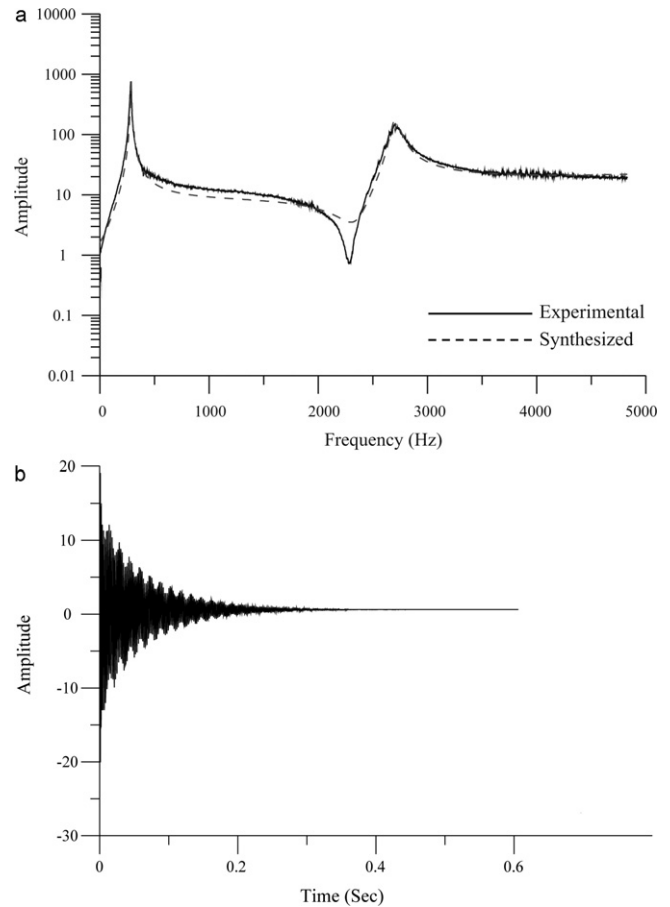 a
10000
1000
100
10
1
0.1
0.01
Amplitude
Experimental
Synthesized
0 1000 2000 3000 4000 5000
Frequency (Hz)
b
20
10
0
-10
-20
-30
Amplitude
0 0.2 0.4 0.6
Time (Sec)